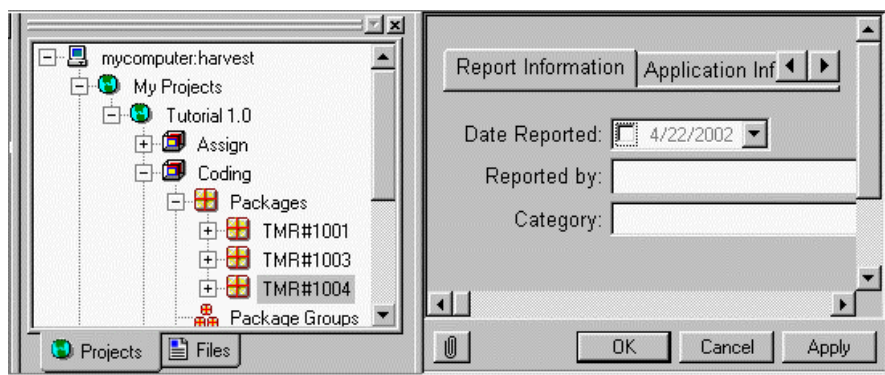 mycomputer:harvest
My Projects
Tutorial 1.0
Assign
Coding
Packages
TMR#1001
TMR#1003
TMR#1004
Package Groups
Projects Files
Report Information Application Inf
Date Reported: 4/22/2002
Reported by:
Category:
OK Cancel Apply